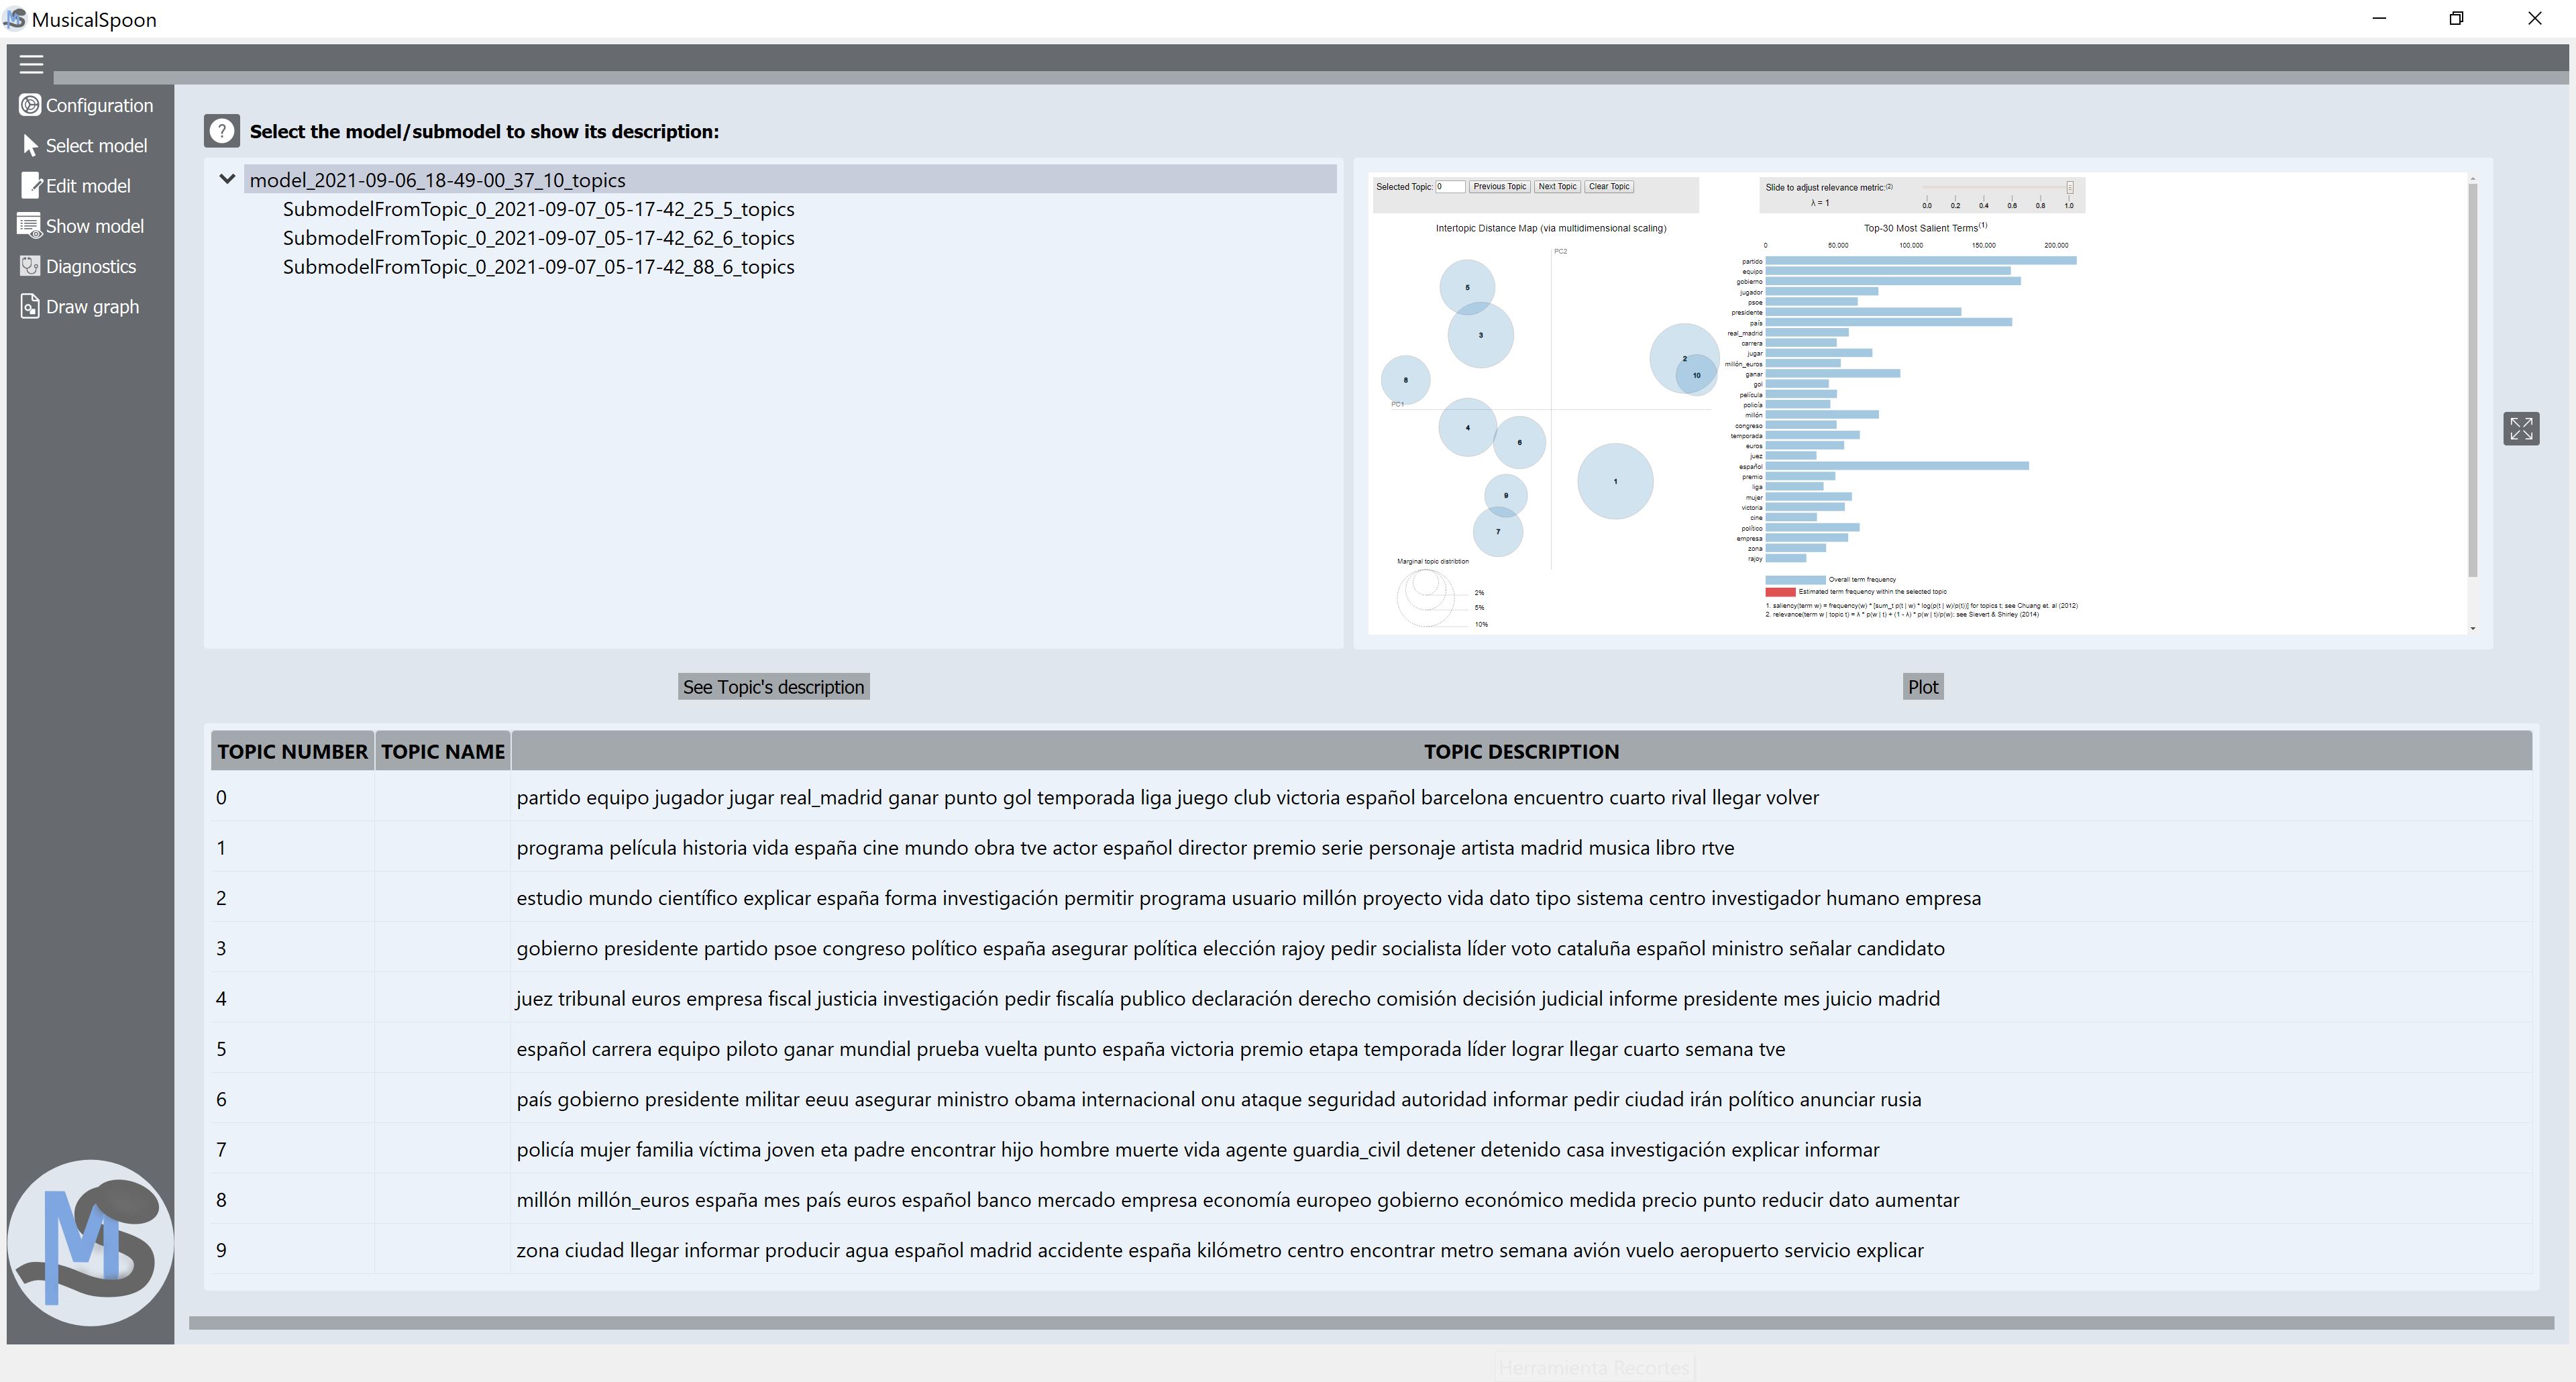 MusicalSpoon
Configuration
Select model
Edit model
Show model
Diagnostics
Draw graph
? Select the model/submodel to show its description:
model_2021-09-06_18-49-00_37_10_topics
SubmodelFromTopic_0_2021-09-07_05-17-42_25_5_topics
SubmodelFromTopic_0_2021-09-07_05-17-42_62_6_topics
SubmodelFromTopic_0_2021-09-07_05-17-42_88_6_topics
Selected Topic: 0 Previous Topic Next Topic Clear Topic
Slide to adjust relevance metric:(2)
λ = 1
0.0 0.2 0.4 0.6 0.8 1.0
Intertopic Distance Map (via multidimensional scaling)
PC2
5
3
2
10
8
PC1
4
6
1
9
7
Marginal topic distribtion
2%
5%
10%
Top-30 Most Salient Terms(1)
0 50.000 100.000 150.000 200.000
partido
equipo
gobierno
jugador
psoe
presidente
país
real_madrid
carrera
jugar
millón_euros
ganar
gol
película
policía
millón
congreso
temporada
euros
juez
español
premio
liga
mujer
victoria
cine
político
empresa
zona
rajoy
Overall term frequency
Estimated term frequency within the selected topic
1. saliency(term w) = frequency(w) * [sum_t p(t | w) * log(p(t | w)/p(t))] for topics t; see Chuang et. al (2012)
2. relevance(term w | topic t) = λ * p(w | t) + (1 - λ) * p(w | t)/p(w); see Sievert & Shirley (2014)
See Topic's description
Plot
TOPIC NUMBER TOPIC NAME TOPIC DESCRIPTION
0 partido equipo jugador jugar real_madrid ganar punto gol temporada liga juego club victoria español barcelona encuentro cuarto rival llegar volver
1 programa película historia vida españa cine mundo obra tve actor español director premio serie personaje artista madrid musica libro rtve
2 estudio mundo científico explicar españa forma investigación permitir programa usuario millón proyecto vida dato tipo sistema centro investigador humano empresa
3 gobierno presidente partido psoe congreso político españa asegurar política elección rajoy pedir socialista líder voto cataluña español ministro señalar candidato
4 juez tribunal euros empresa fiscal justicia investigación pedir fiscalía publico declaración derecho comisión decisión judicial informe presidente mes juicio madrid
5 español carrera equipo piloto ganar mundial prueba vuelta punto españa victoria premio etapa temporada líder lograr llegar cuarto semana tve
6 país gobierno presidente militar eeuu asegurar ministro obama internacional onu ataque seguridad autoridad informar pedir ciudad irán político anunciar rusia
7 policía mujer familia víctima joven eta padre encontrar hijo hombre muerte vida agente guardia_civil detener detenido casa investigación explicar informar
8 millón millón_euros españa mes país euros español banco mercado empresa economía europeo gobierno económico medida precio punto reducir dato aumentar
9 zona ciudad llegar informar producir agua español madrid accidente españa kilómetro centro encontrar metro semana avión vuelo aeropuerto servicio explicar
MS
Herramienta Recortes